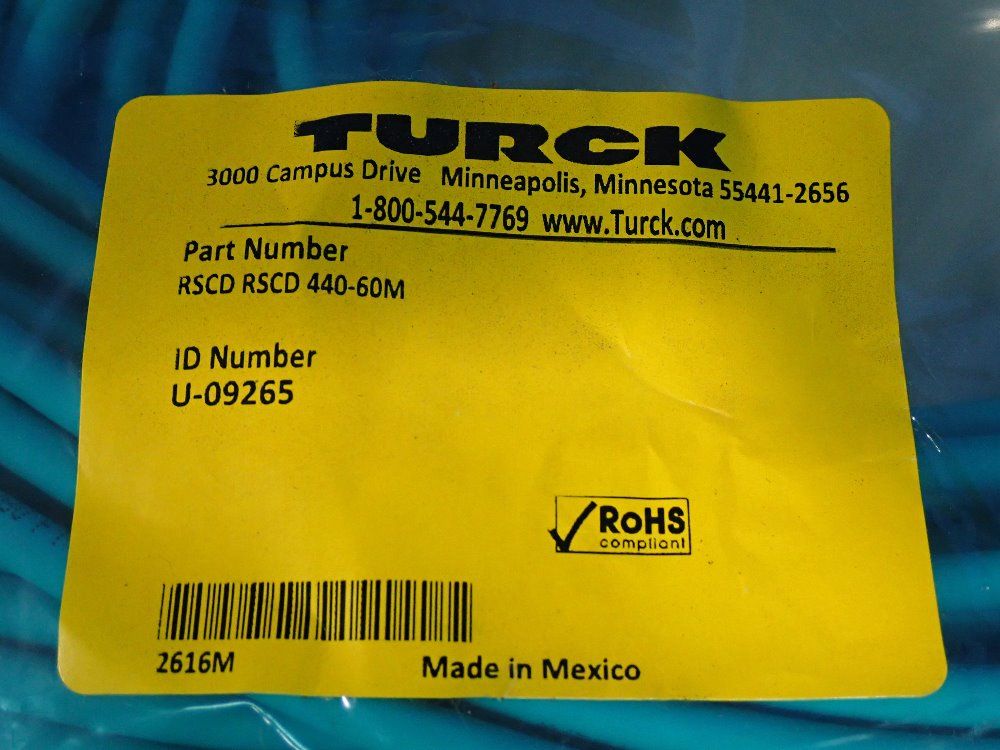 TURCK
3000 Campus Drive Minneapolis, Minnesota 55441-2656
1-800-544-7769 www.Turck.com
Part Number
RSCD RSCD 440-60M
ID Number
U-09265
RoHS
compliant
2616M Made in Mexico